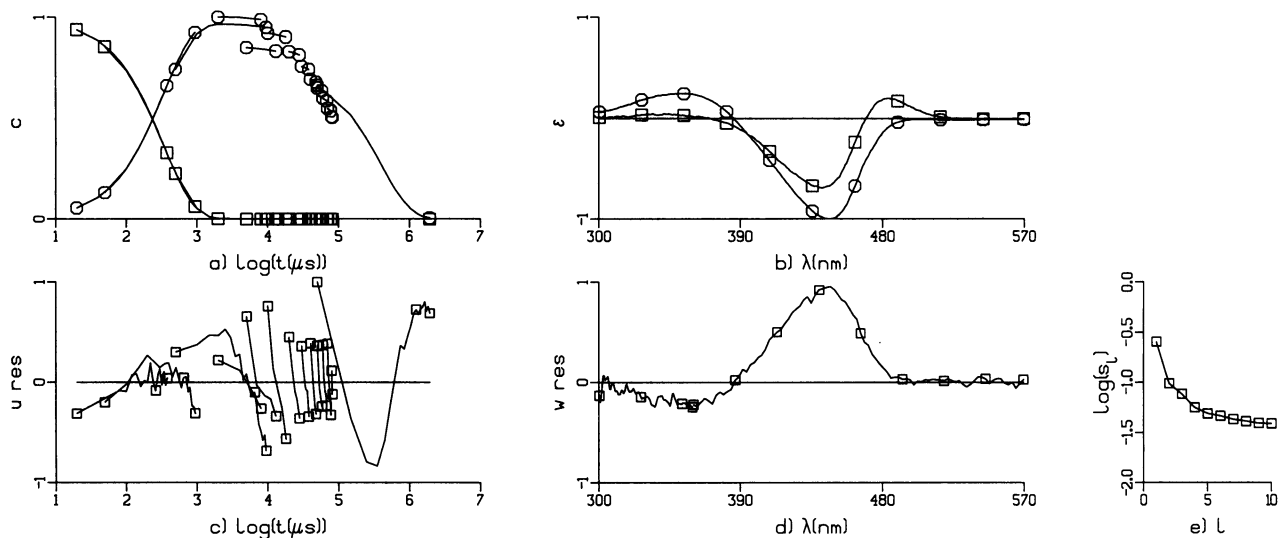 1
c
0
1 2 3 4 5 6 7
a) log(t(μs))
1
ε
-1
300 390 480 570
b) λ(nm)
1
u res
0
-1
1 2 3 4 5 6 7
c) log(t(μs))
1
w res
0
-1
300 390 480 570
d) λ(nm)
0.0
-0.5
log(s_l)
-1.0
-1.5
-2.0
0 5 10
e) l